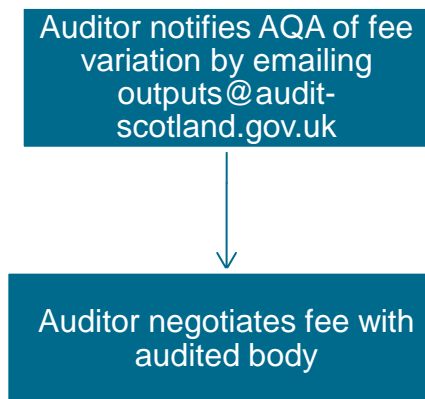 Auditor notifies AQA of fee
variation by emailing
outputs@audit-
scotland.gov.uk
Auditor negotiates fee with
audited body